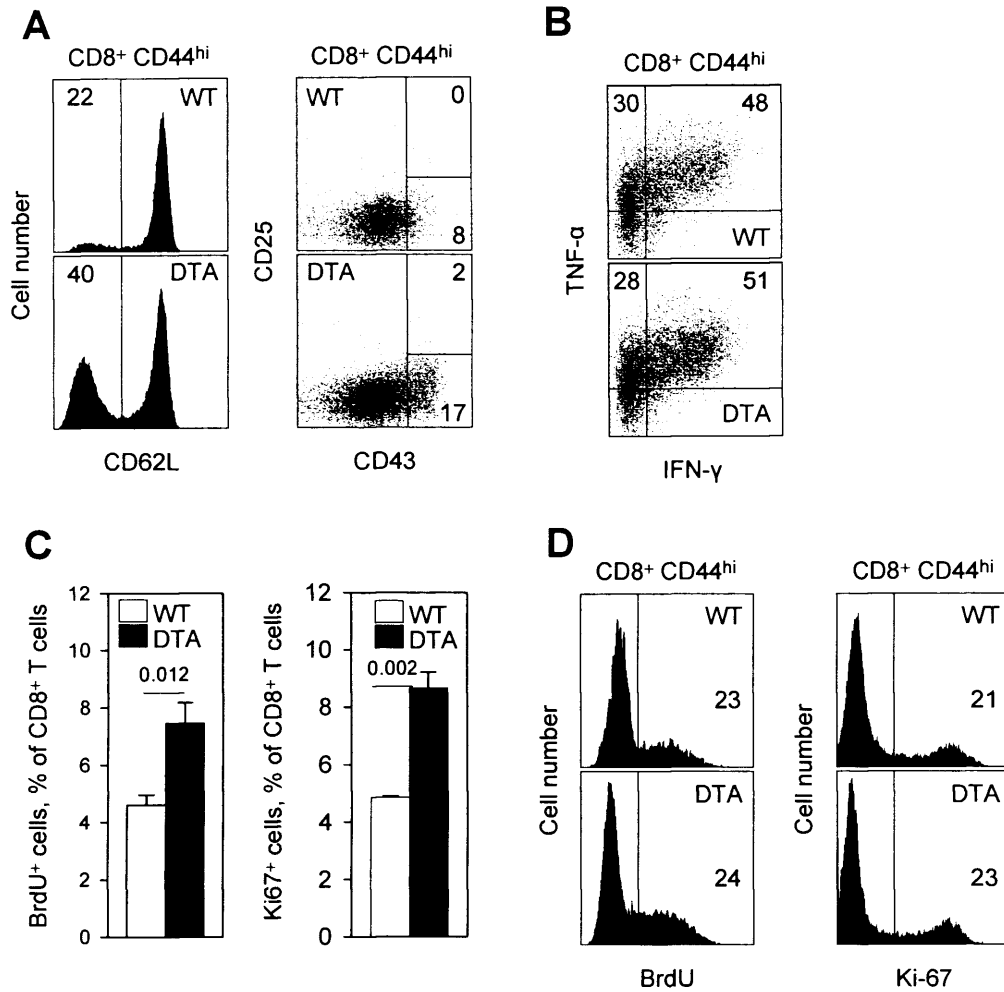 A
CD8+ CD44hi
22
WT
40
DTA
Cell number
CD62L
CD8+ CD44hi
WT
0
8
DTA
2
17
CD25
CD43
B
CD8+ CD44hi
30
48
WT
28
51
DTA
TNF-α
IFN-γ
C
BrdU+ cells, % of CD8+ T cells
12
10
8
6
4
2
0
WT
DTA
0.012
Ki67+ cells, % of CD8+ T cells
12
10
8
6
4
2
0
WT
DTA
0.002
D
CD8+ CD44hi
WT
23
DTA
24
Cell number
BrdU
CD8+ CD44hi
WT
21
DTA
23
Cell number
Ki-67